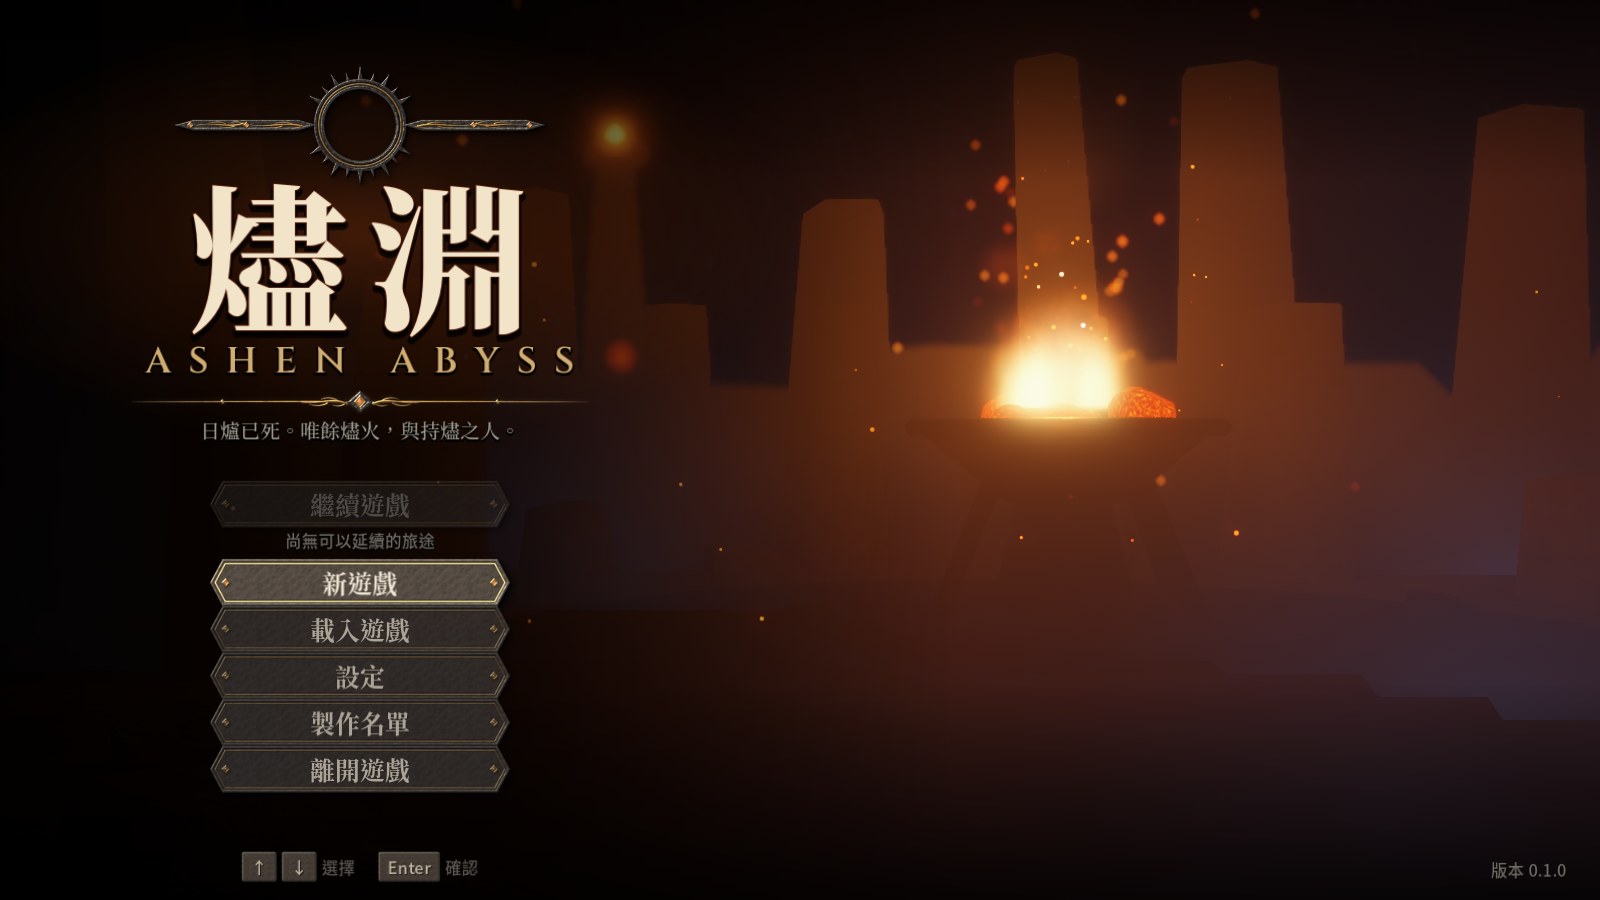 燼淵
ASHEN ABYSS
日爐已死。唯餘燼火，與持燼之人。
繼續遊戲
尚無可以延續的旅途
新遊戲
載入遊戲
設定
製作名單
離開遊戲
↑ ↓ 選擇 Enter 確認
版本 0.1.0